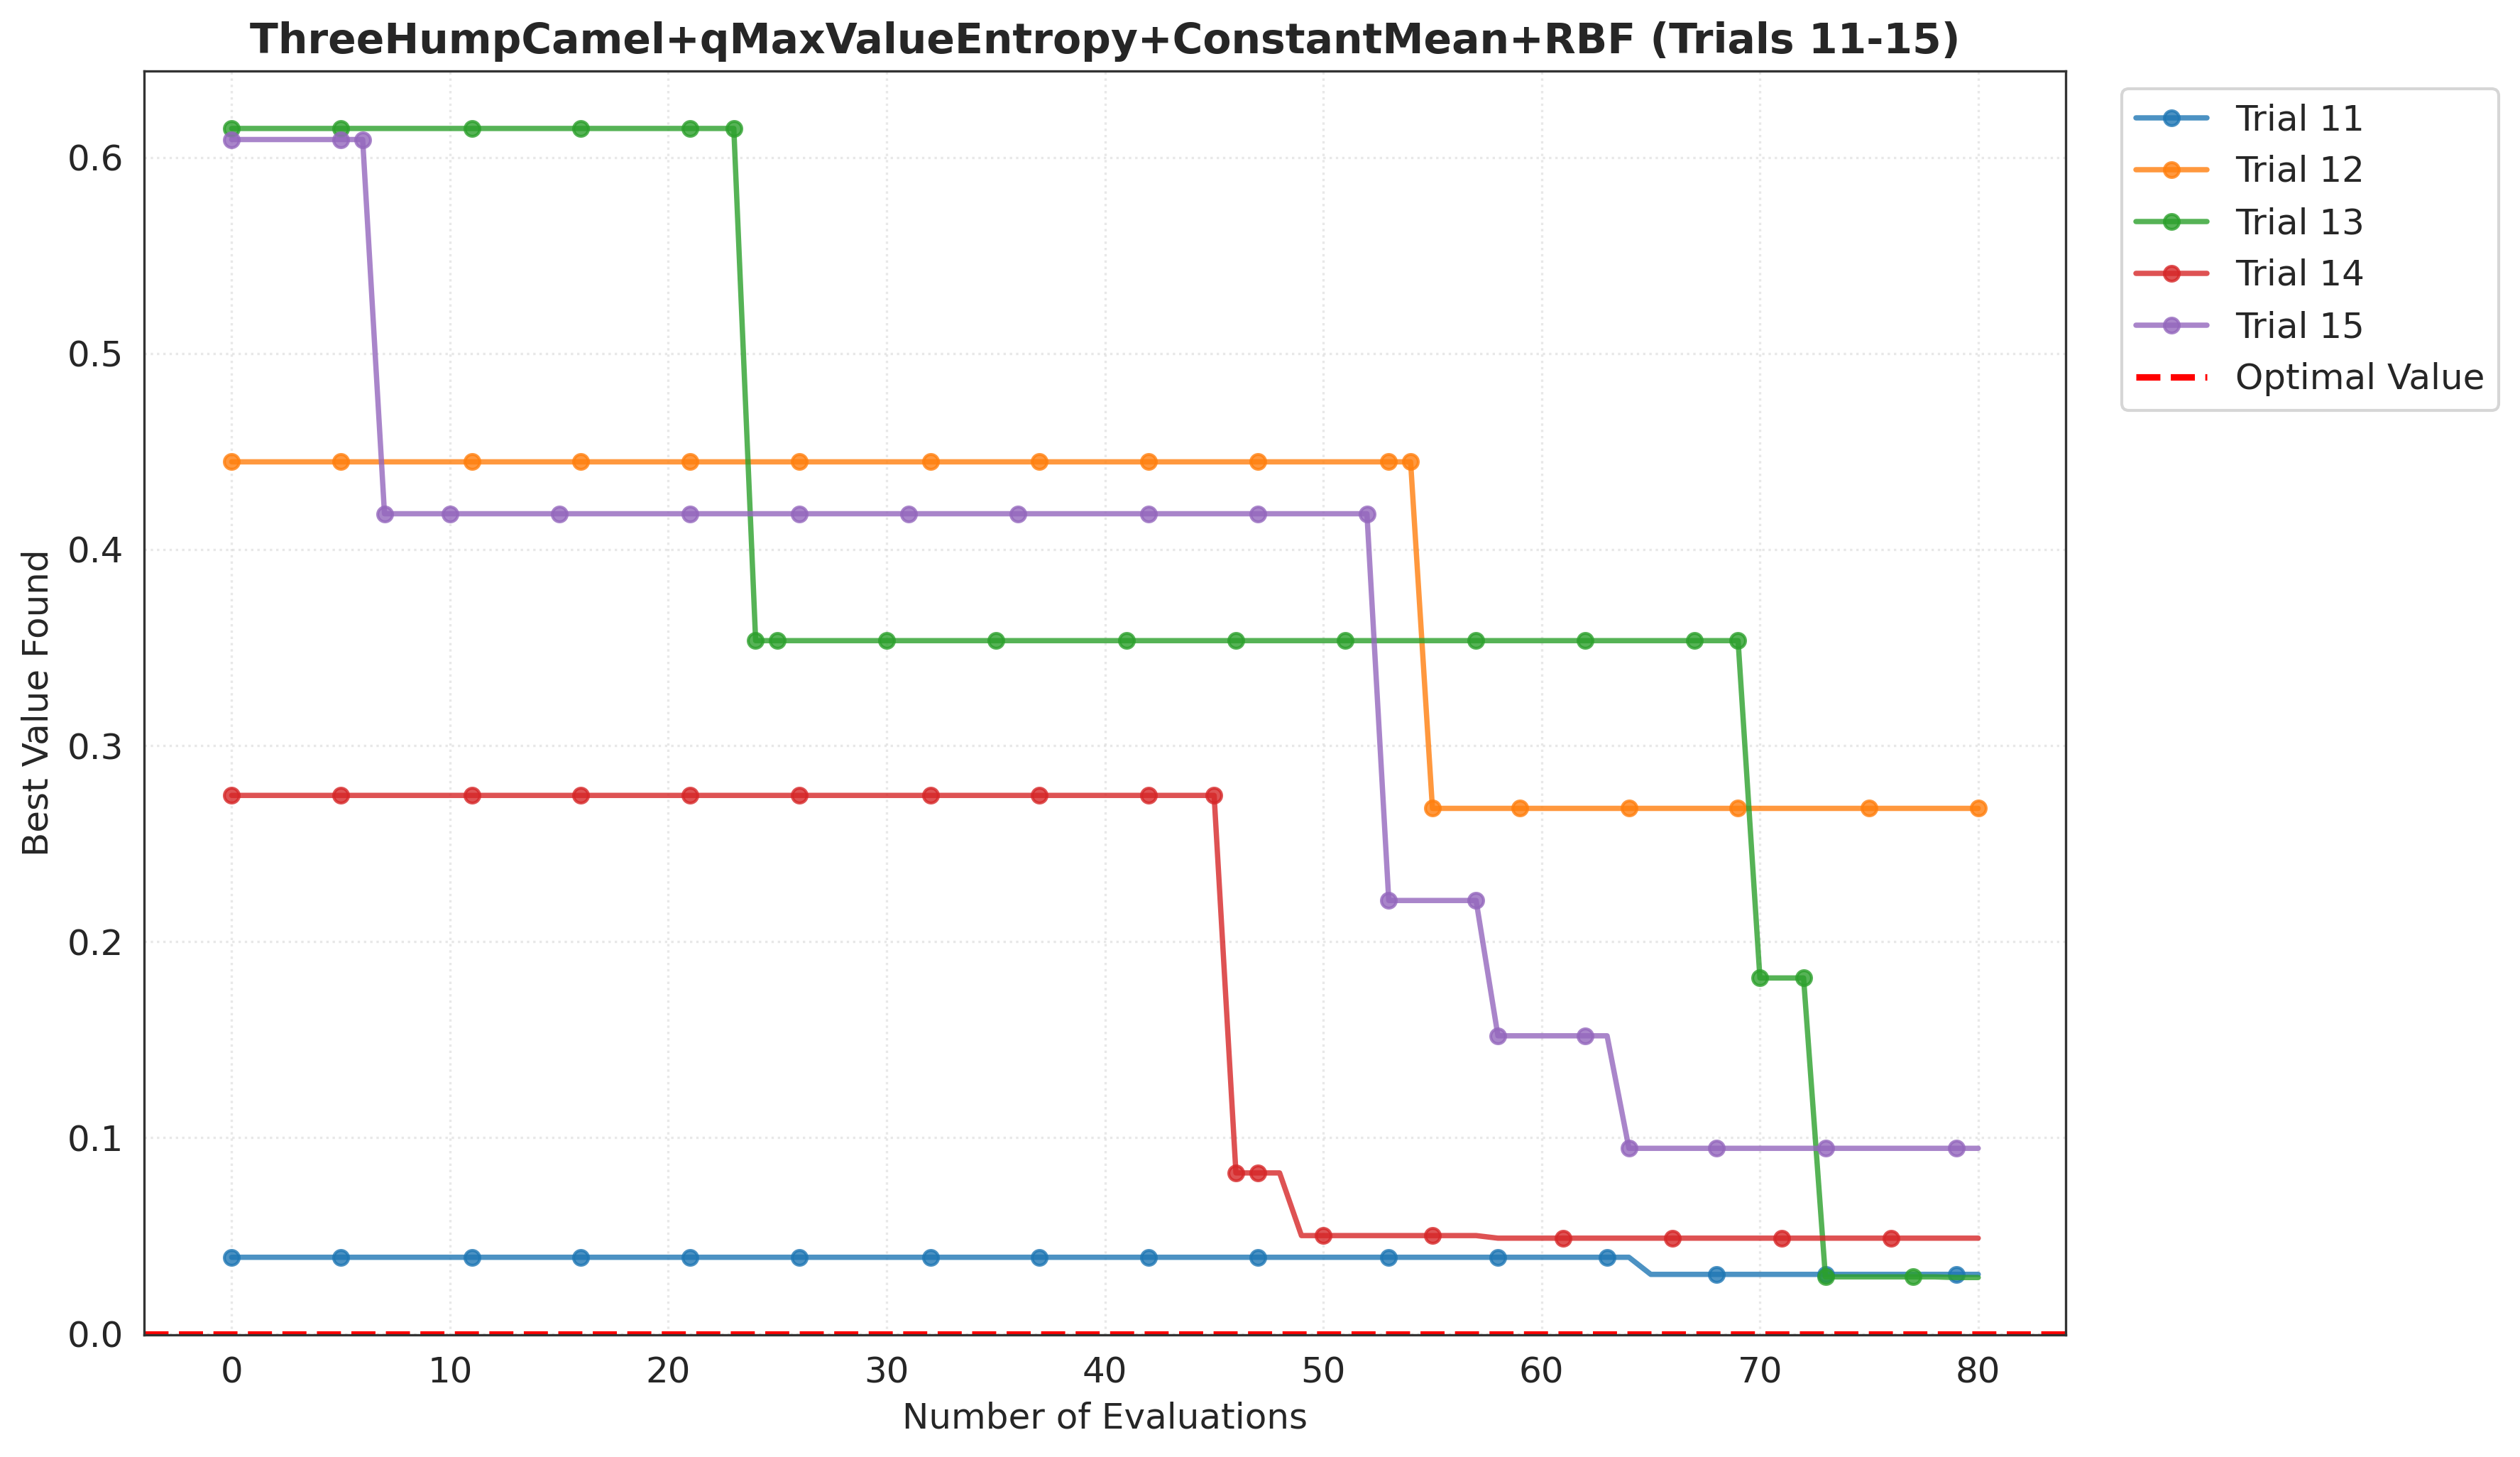 ThreeHumpCamel+qMaxValueEntropy+ConstantMean+RBF (Trials 11-15)
Best Value Found
0.6
0.5
0.4
0.3
0.2
0.1
0.0
0 10 20 30 40 50 60 70 80
Number of Evaluations
Trial 11
Trial 12
Trial 13
Trial 14
Trial 15
Optimal Value